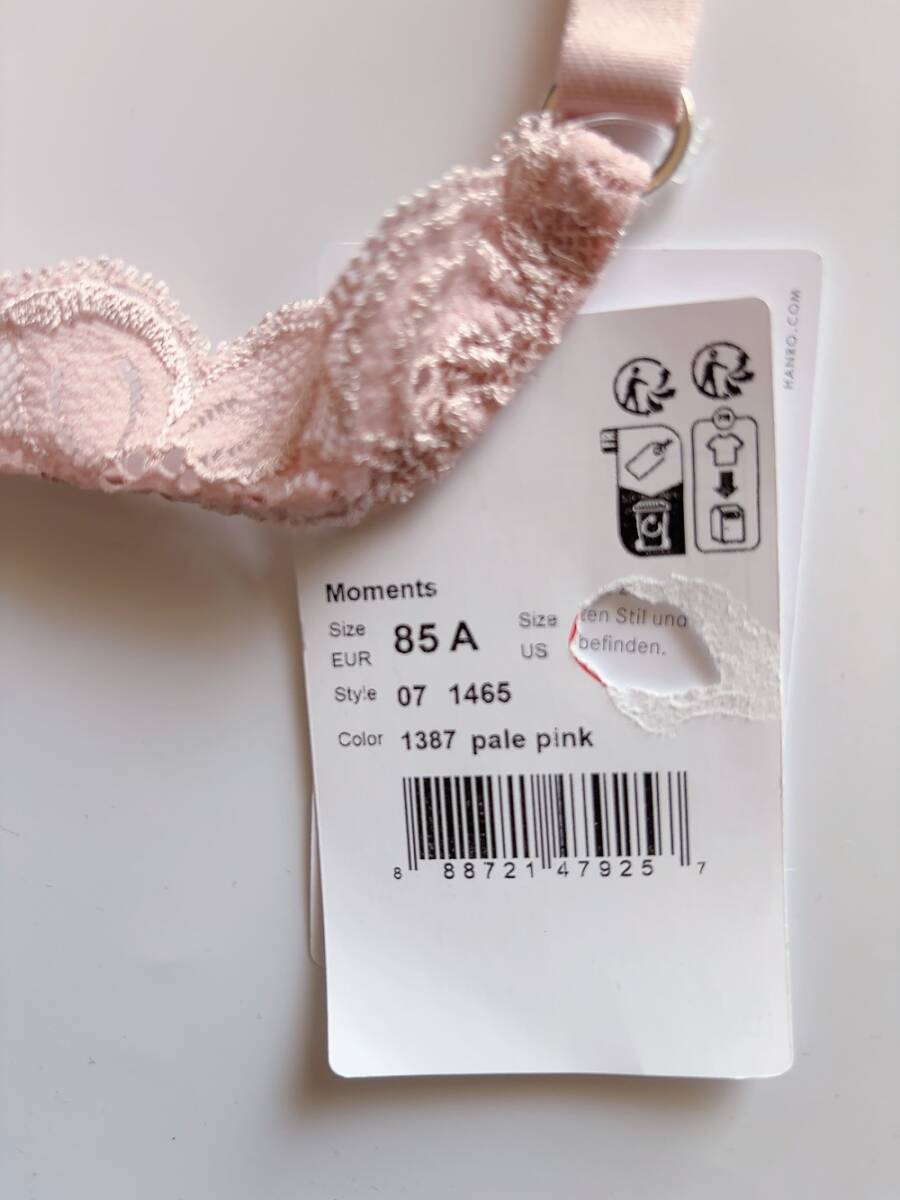 HANRO.COM
Moments
Size EUR 85 A Size US
ten Stil und
befinden.
Style 07 1465
Color 1387 pale pink
8 88721 47925 7